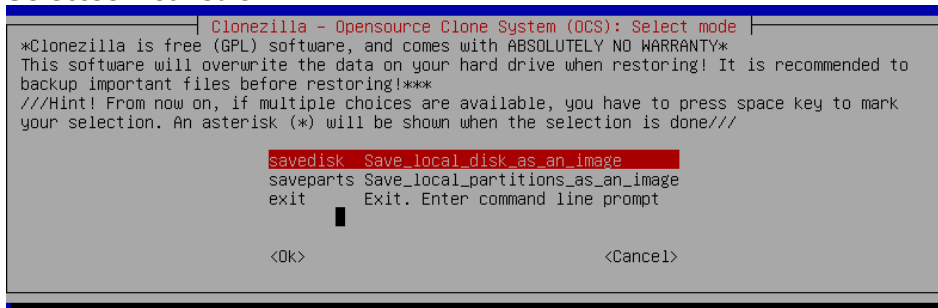 Clonezilla - Opensource Clone System (OCS): Select mode
*Clonezilla is free (GPL) software, and comes with ABSOLUTELY NO WARRANTY*
This software will overwrite the data on your hard drive when restoring! It is recommended to
backup important files before restoring!***
///Hint! From now on, if multiple choices are available, you have to press space key to mark
your selection. An asterisk (*) will be shown when the selection is done///
savedisk Save_local_disk_as_an_image
saveparts Save_local_partitions_as_an_image
exit Exit. Enter command line prompt
<Ok> <Cancel>